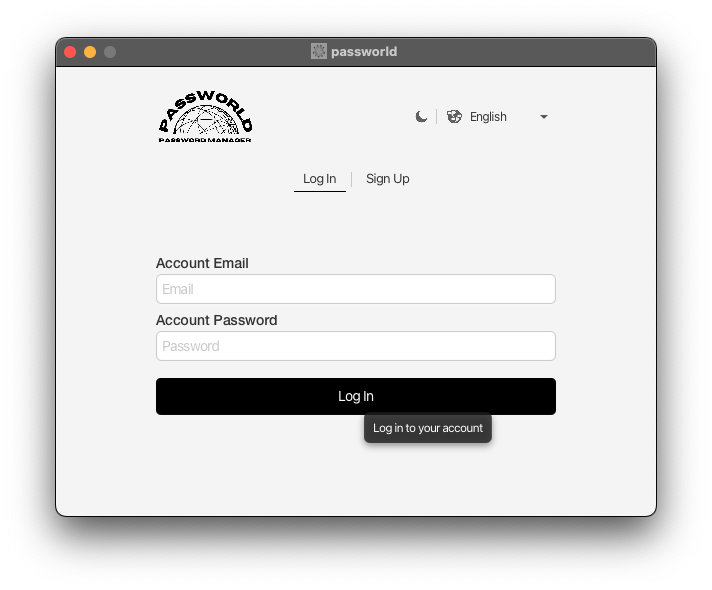 passworld
PASSWORLD
PASSWORD MANAGER
English
Log In
Sign Up
Account Email
Email
Account Password
Password
Log In
Log in to your account